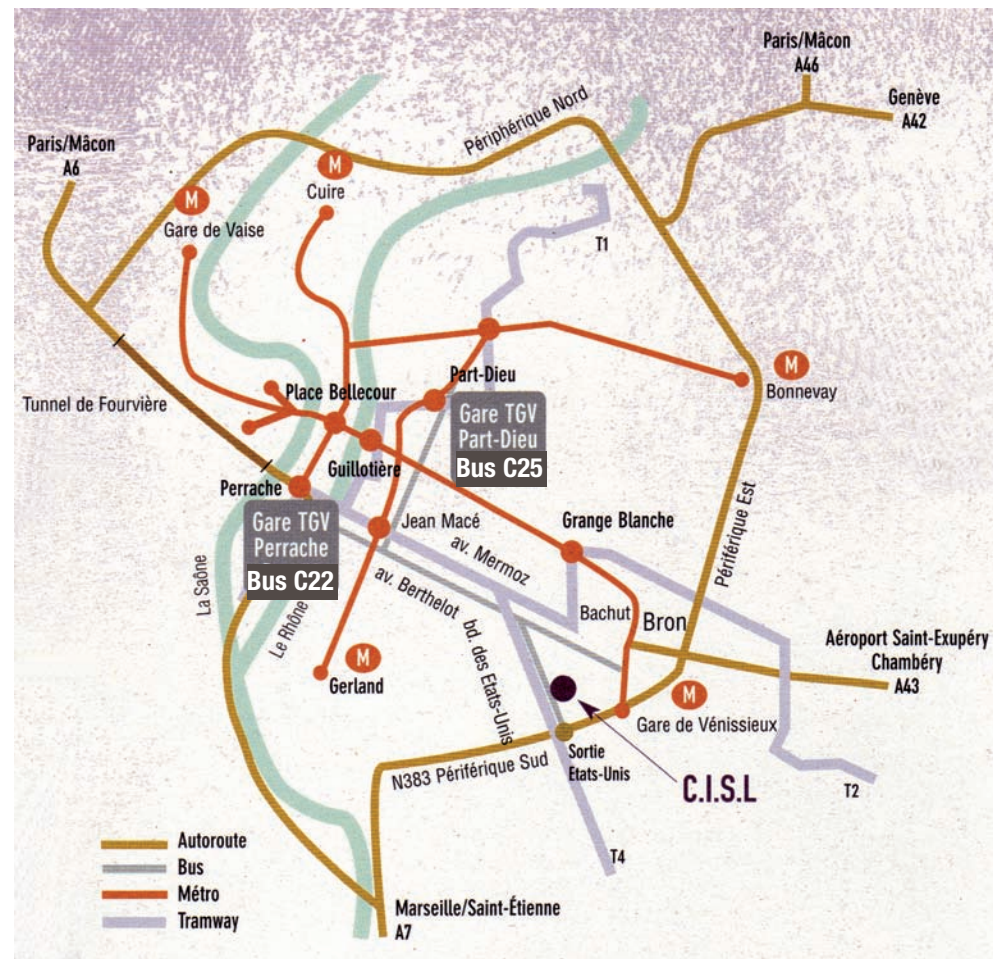 Paris/Mâcon
A46
Genève
A42
Périphérique Nord
Paris/Mâcon
A6
M
Cuire
M
Gare de Vaise
T1
M
Bonnevay
Tunnel de Fourvière
Place Bellecour
Part-Dieu
Gare TGV
Part-Dieu
Bus C25
Guillotière
Perrache
Gare TGV
Perrache
Bus C22
Jean Macé
Grange Blanche
av. Mermoz
av. Berthelot
Périférique Est
La Saône
Le Rhône
bd. des Etats-Unis
Bachut
Bron
Aéroport Saint-Exupéry
Chambéry
A43
M
Gerland
M
Gare de Vénissieux
Sortie
Etats-Unis
N383 Périférique Sud
C.I.S.L
T2
T4
Autoroute
Bus
Métro
Tramway
Marseille/Saint-Étienne
A7